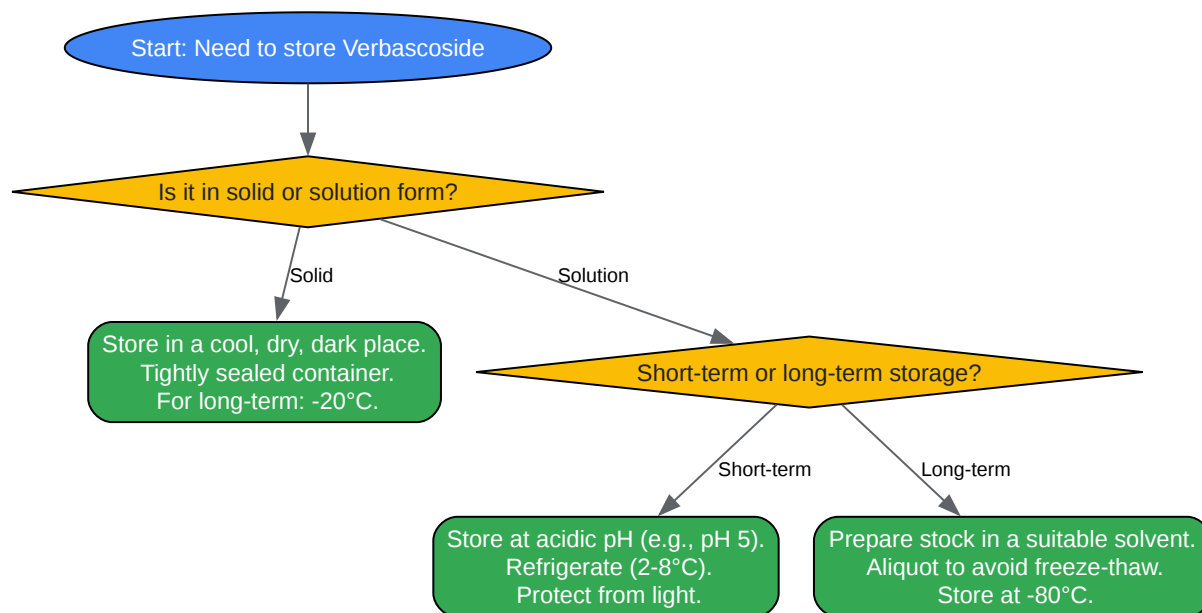 Start: Need to store Verbascoside
Is it in solid or solution form?
Solid
Solution
Store in a cool, dry, dark place.
Tightly sealed container.
For long-term: -20°C.
Short-term or long-term storage?
Short-term
Long-term
Store at acidic pH (e.g., pH 5).
Refrigerate (2-8°C).
Protect from light.
Prepare stock in a suitable solvent.
Aliquot to avoid freeze-thaw.
Store at -80°C.